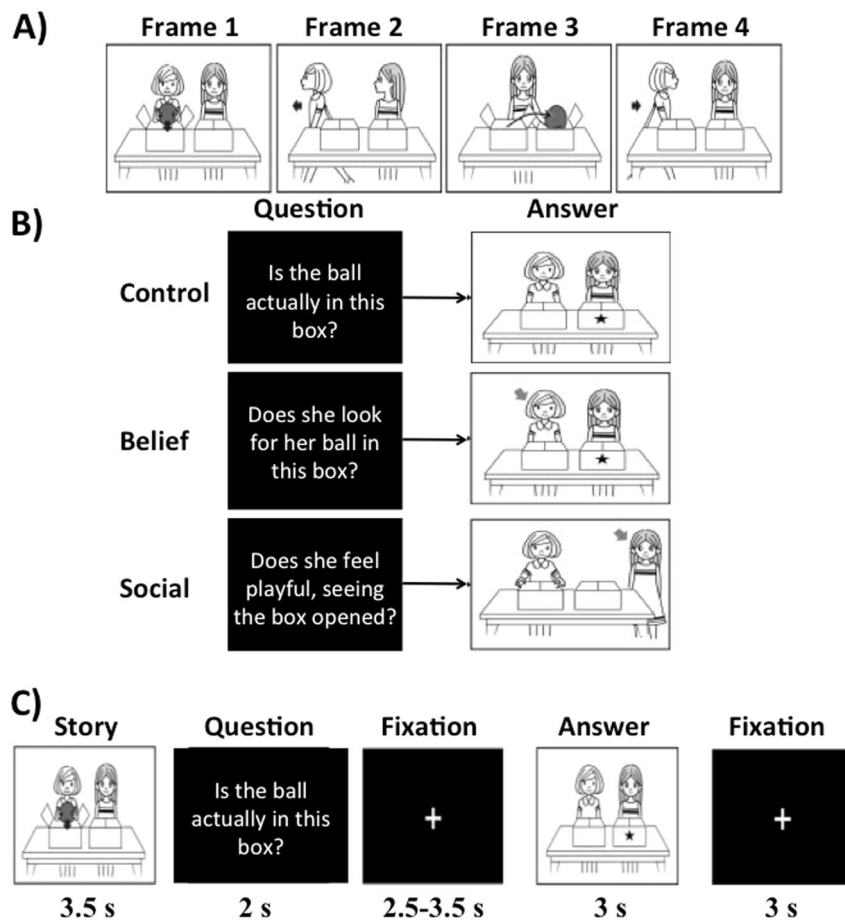 A)
Frame 1 Frame 2 Frame 3 Frame 4
B)
Question Answer
Control
Is the ball
actually in this
box?
Belief
Does she look
for her ball in
this box?
Social
Does she feel
playful, seeing
the box opened?
C)
Story Question Fixation Answer Fixation
Is the ball
actually in this
box?
+ +
3.5 s 2 s 2.5-3.5 s 3 s 3 s